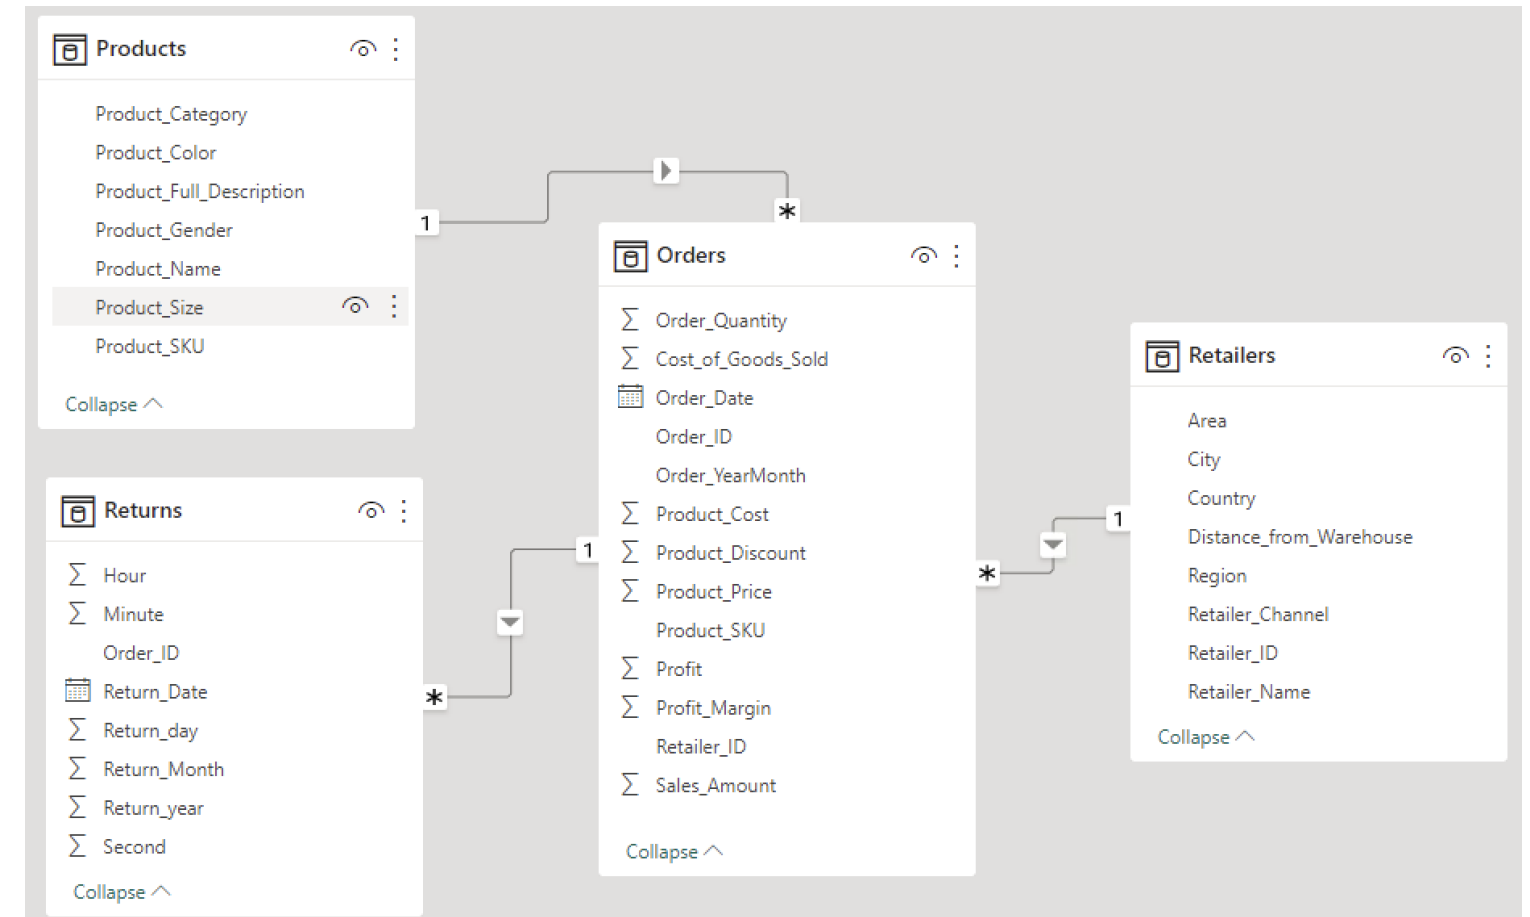 Products
Product_Category
Product_Color
Product_Full_Description
Product_Gender
Product_Name
Product_Size
Product_SKU
Collapse
1
*
Returns
Hour
Minute
Order_ID
Return_Date
Return_day
Return_Month
Return_year
Second
Collapse
*
1
Orders
Σ Order_Quantity
Σ Cost_of_Goods_Sold
Order_Date
Order_ID
Order_YearMonth
Σ Product_Cost
Σ Product_Discount
Σ Product_Price
Product_SKU
Σ Profit
Σ Profit_Margin
Retailer_ID
Σ Sales_Amount
Collapse
*
1
Retailers
Area
City
Country
Distance_from_Warehouse
Region
Retailer_Channel
Retailer_ID
Retailer_Name
Collapse